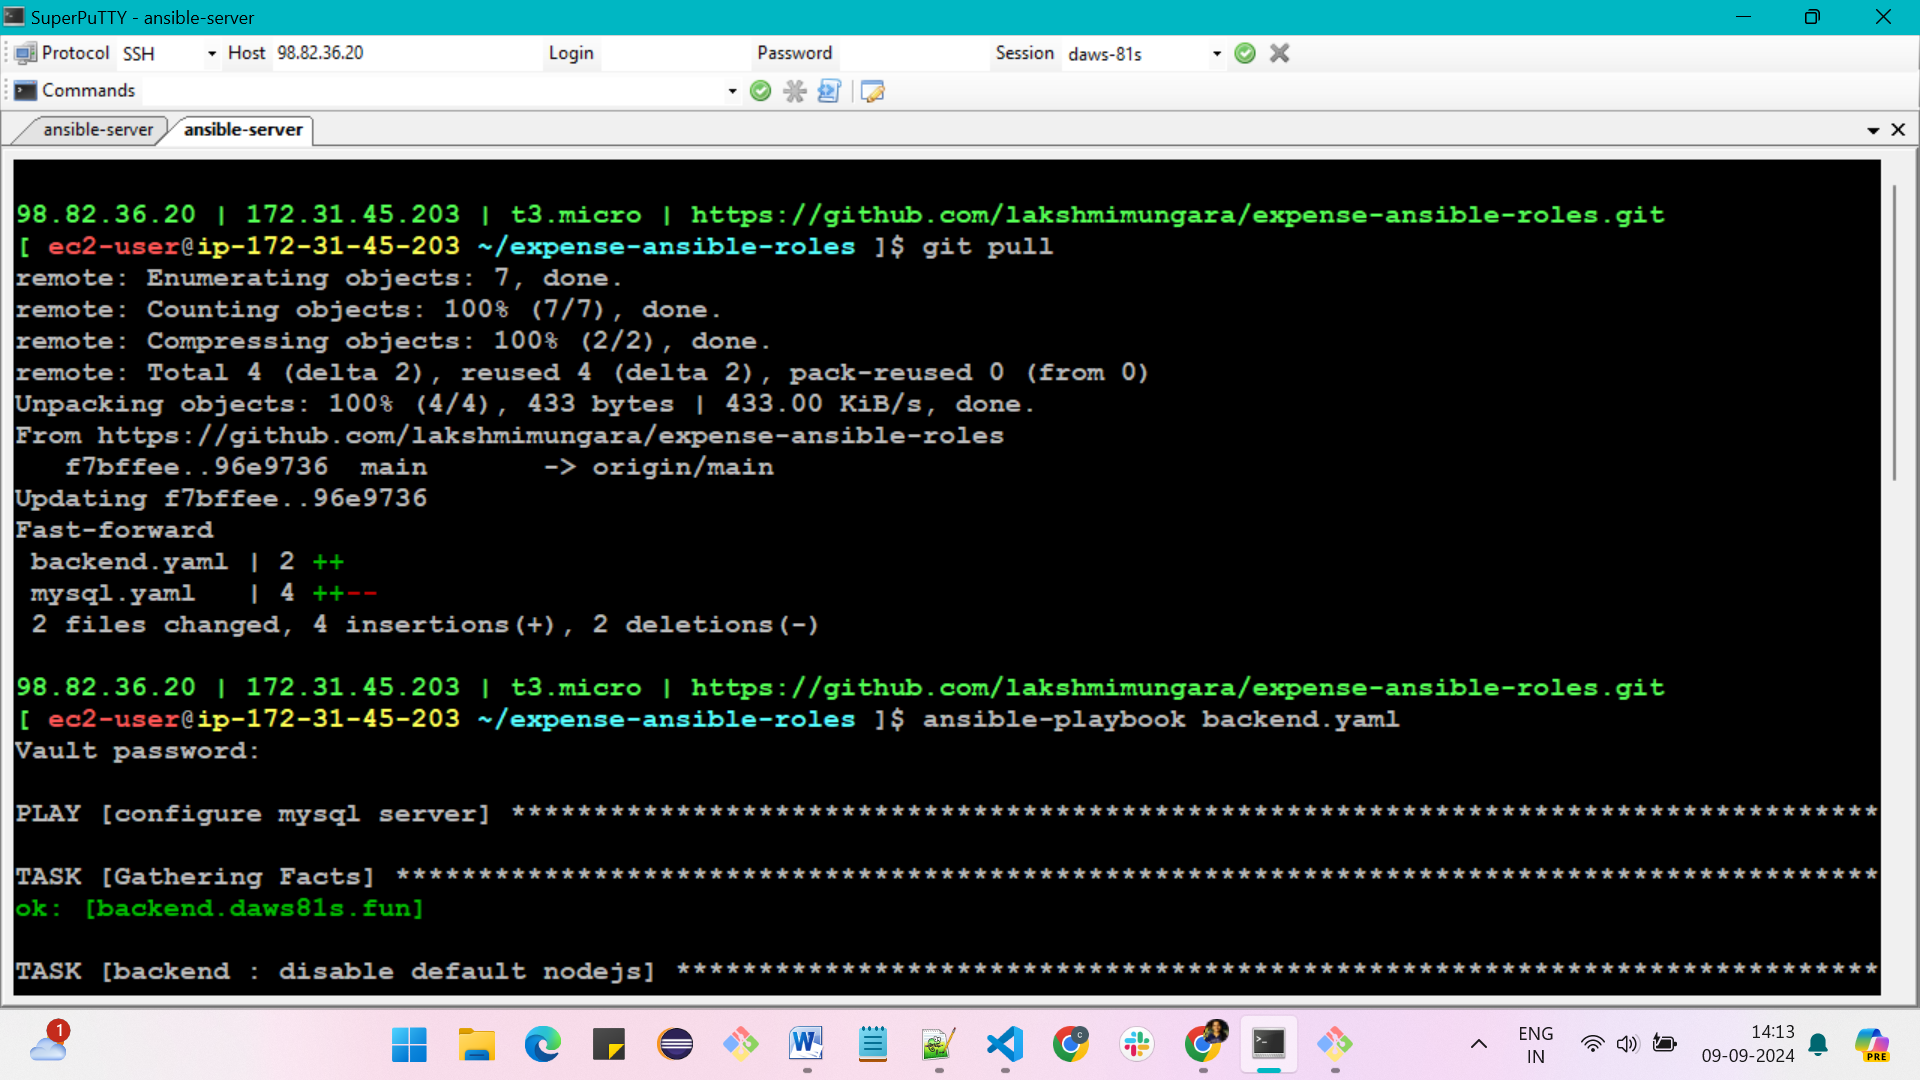 SuperPuTTY - ansible-server
Protocol SSH Host 98.82.36.20 Login Password Session daws-81s
Commands
ansible-server ansible-server
98.82.36.20 | 172.31.45.203 | t3.micro | https://github.com/lakshmimungara/expense-ansible-roles.git
[ ec2-user@ip-172-31-45-203 ~/expense-ansible-roles ]$ git pull
remote: Enumerating objects: 7, done.
remote: Counting objects: 100% (7/7), done.
remote: Compressing objects: 100% (2/2), done.
remote: Total 4 (delta 2), reused 4 (delta 2), pack-reused 0 (from 0)
Unpacking objects: 100% (4/4), 433 bytes | 433.00 KiB/s, done.
From https://github.com/lakshmimungara/expense-ansible-roles
   f7bffee..96e9736  main       -> origin/main
Updating f7bffee..96e9736
Fast-forward
 backend.yaml | 2 ++
 mysql.yaml   | 4 ++--
 2 files changed, 4 insertions(+), 2 deletions(-)
98.82.36.20 | 172.31.45.203 | t3.micro | https://github.com/lakshmimungara/expense-ansible-roles.git
[ ec2-user@ip-172-31-45-203 ~/expense-ansible-roles ]$ ansible-playbook backend.yaml
Vault password:
PLAY [configure mysql server] ***********************************************************************************
TASK [Gathering Facts] ******************************************************************************************
ok: [backend.daws81s.fun]
TASK [backend : disable default nodejs] *************************************************************************
1
ENG
IN
14:13
09-09-2024
PRE